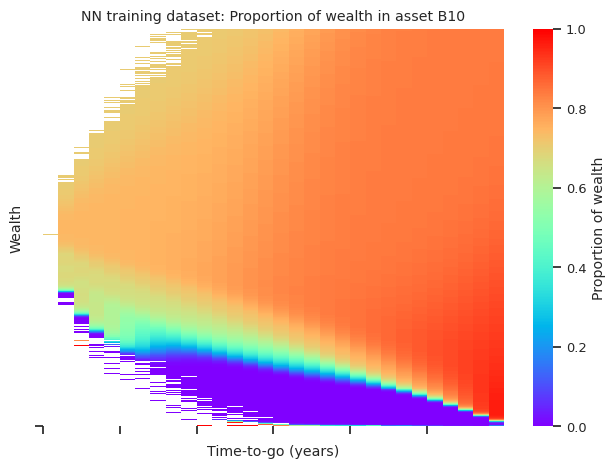 NN training dataset: Proportion of wealth in asset B10
Wealth
Time-to-go (years)
1.0
0.8
0.6
0.4
0.2
0.0
Proportion of wealth